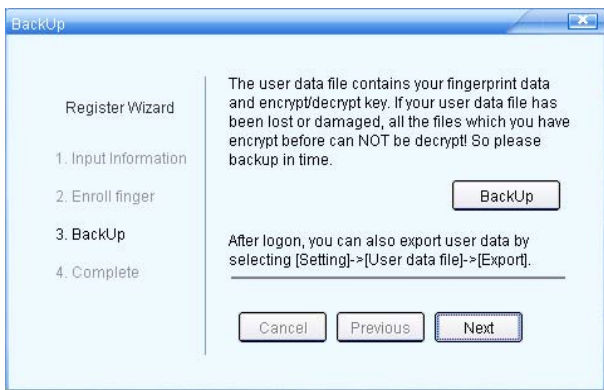 BackUp
Register Wizard
1. Input Information
2. Enroll finger
3. BackUp
4. Complete
The user data file contains your fingerprint data
and encrypt/decrypt key. If your user data file has
been lost or damaged, all the files which you have
encrypt before can NOT be decrypt! So please
backup in time.
BackUp
After logon, you can also export user data by
selecting [Setting]->[User data file]->[Export].
Cancel
Previous
Next